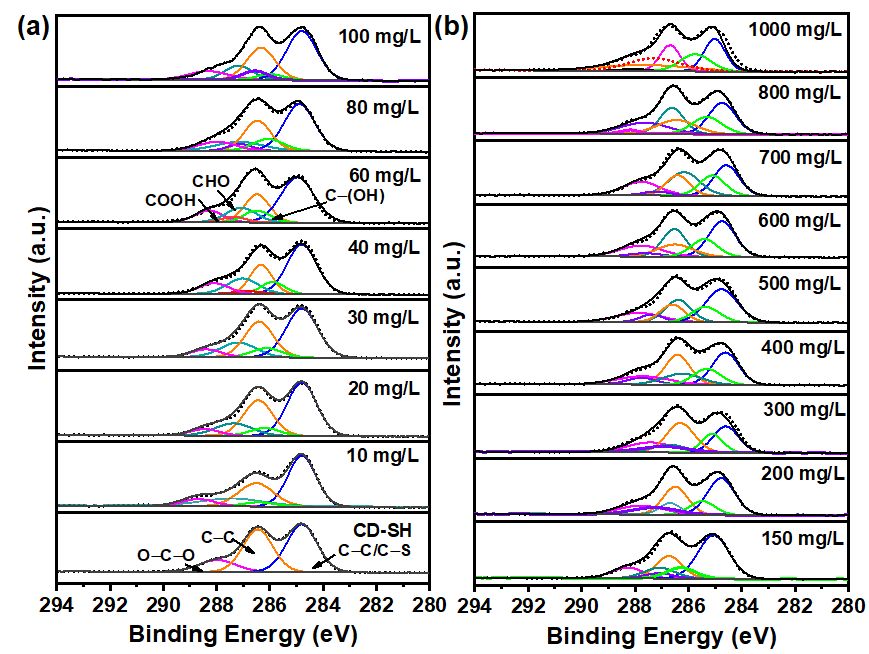 (a)
100 mg/L
80 mg/L
60 mg/L
CHO
COOH
C–(OH)
40 mg/L
30 mg/L
20 mg/L
10 mg/L
CD-SH
C–C
O–C–O
C–C/C–S
Intensity (a.u.)
294 292 290 288 286 284 282 280
Binding Energy (eV)
(b)
1000 mg/L
800 mg/L
700 mg/L
600 mg/L
500 mg/L
400 mg/L
300 mg/L
200 mg/L
150 mg/L
Intensity (a.u.)
294 292 290 288 286 284 282 280
Binding Energy (eV)